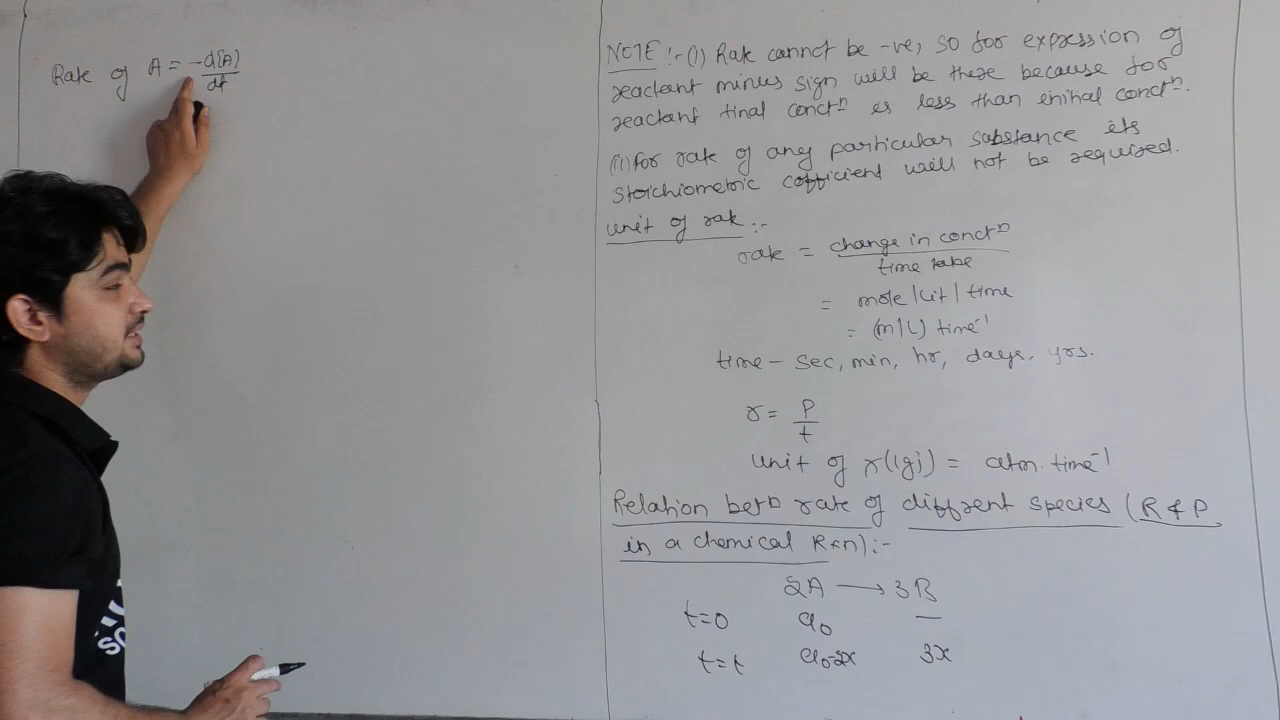 Rate of A = -d[A]/dt
NOTE :- (i) Rate cannot be -ve, so for expression of
reactant minus sign will be there because for
reactant final conctⁿ is less than initial conctⁿ.
(ii) For rate of any particular substance its
Stoichiometric cofficient will not be required.
unit of rate :-
rate = change in conctⁿ / time take
= mole/Lit/time
= (m/L) time⁻¹
time - sec, min, hr, days, yrs.
r = P/t
unit of r(g) = atm. time⁻¹
Relation betⁿ rate of different species (R & P
in a chemical Rxn) :-
2A → 3B
t=0 a₀ —
t=t a₀-2x 3x